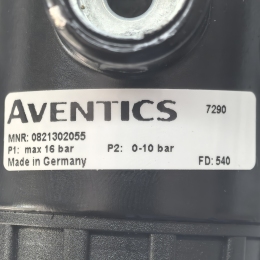 AVENTICS 7290
MNR: 0821302055
P1: max 16 bar P2: 0-10 bar
Made in Germany FD: 540